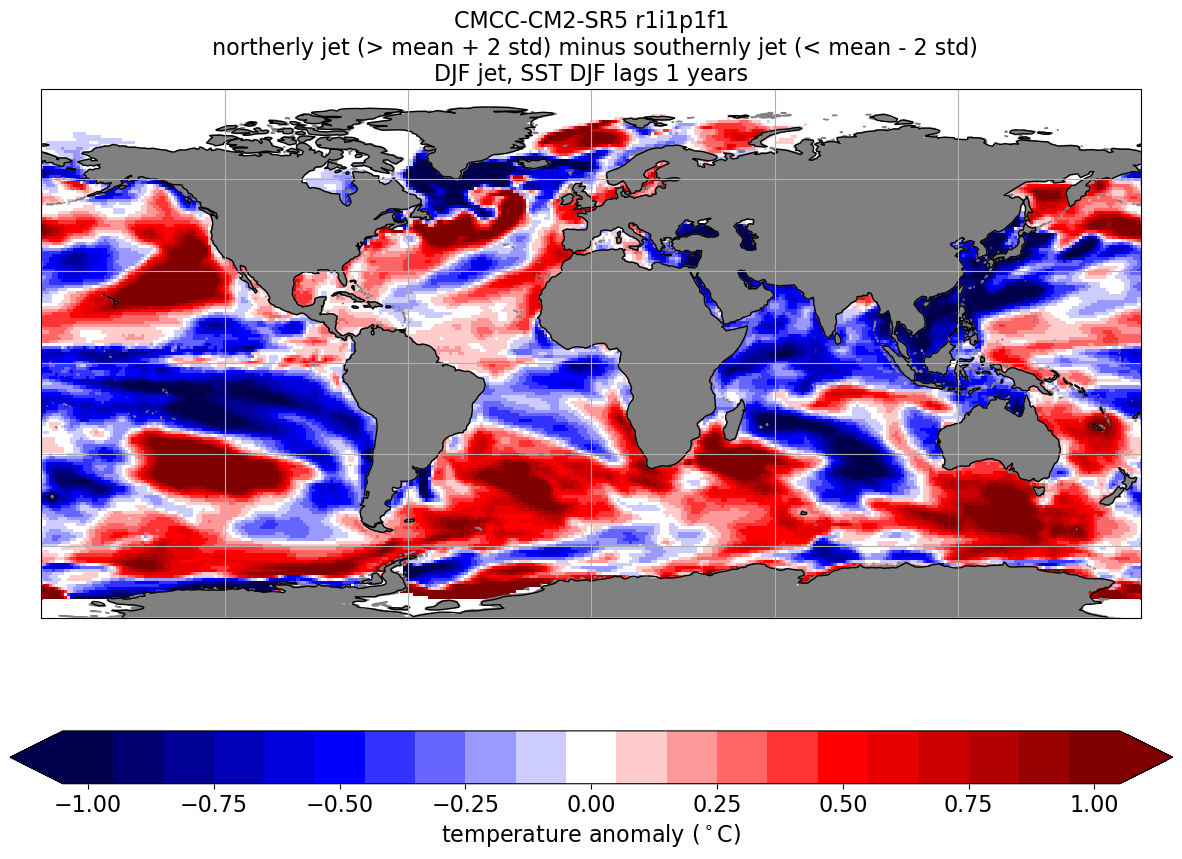 CMCC-CM2-SR5 r1i1p1f1
northerly jet (> mean + 2 std) minus southernly jet (< mean - 2 std)
DJF jet, SST DJF lags 1 years
−1.00 −0.75 −0.50 −0.25 0.00 0.25 0.50 0.75 1.00
temperature anomaly (°C)